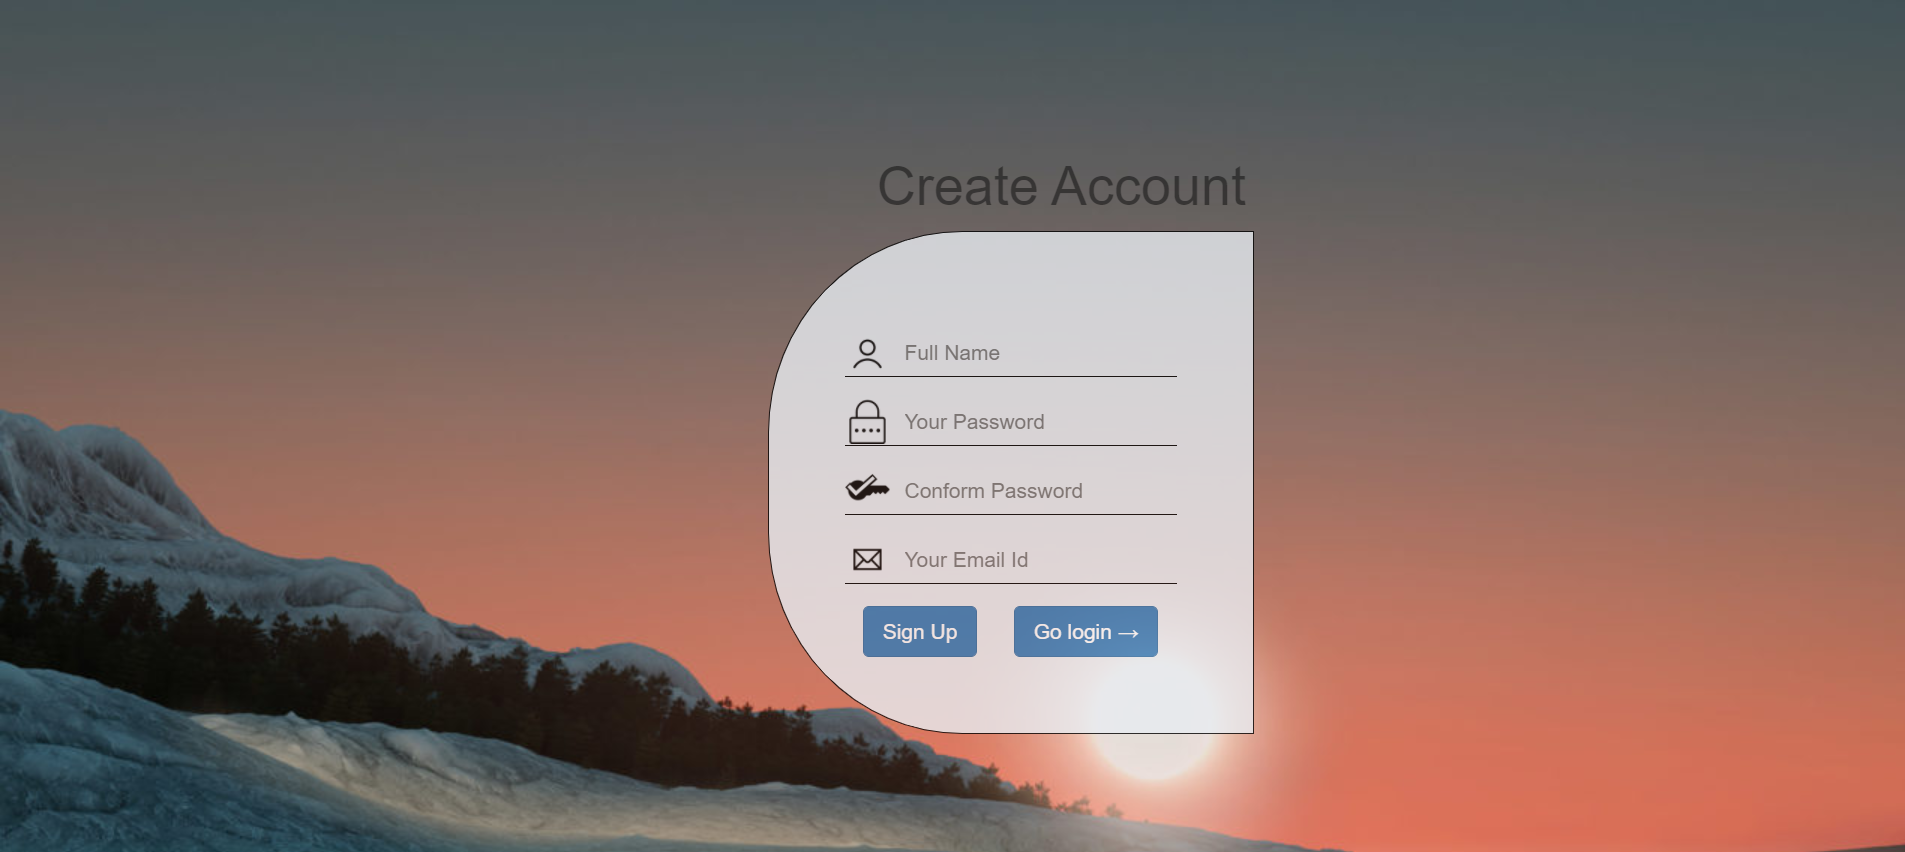 Create Account
Full Name
Your Password
Conform Password
Your Email Id
Sign Up
Go login →